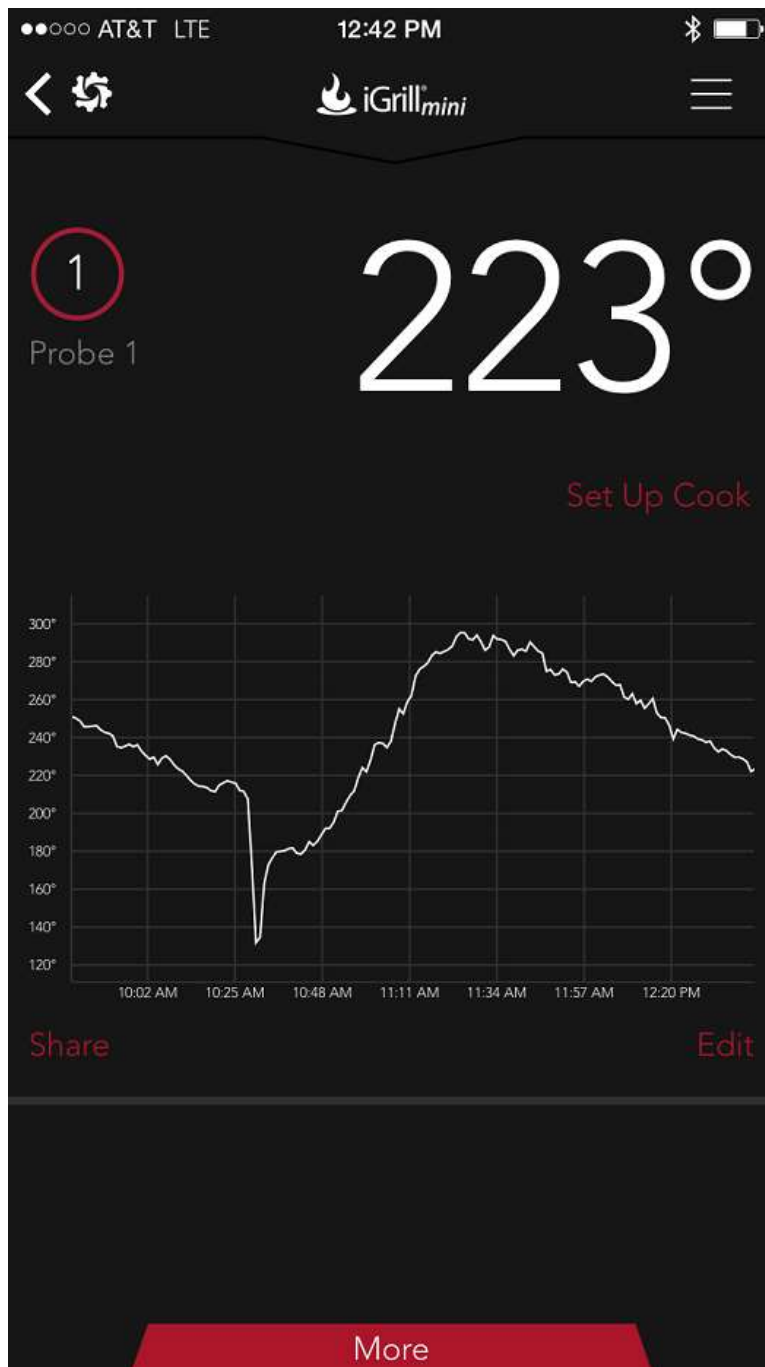 AT&T LTE 12:42 PM
iGrill® mini
1
223°
Probe 1
Set Up Cook
300°
280°
260°
240°
220°
200°
180°
160°
140°
120°
10:02 AM 10:25 AM 10:48 AM 11:11 AM 11:34 AM 11:57 AM 12:20 PM
Share Edit
More